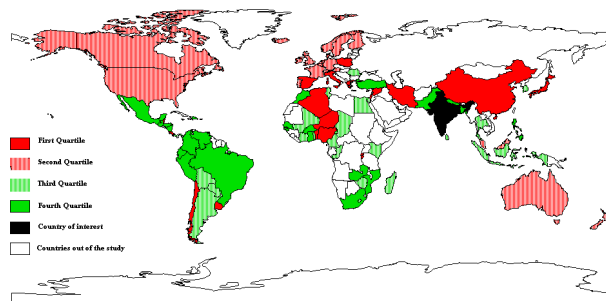 First Quartile
Second Quartile
Third Quartile
Fourth Quartile
Country of interest
Countries out of the study